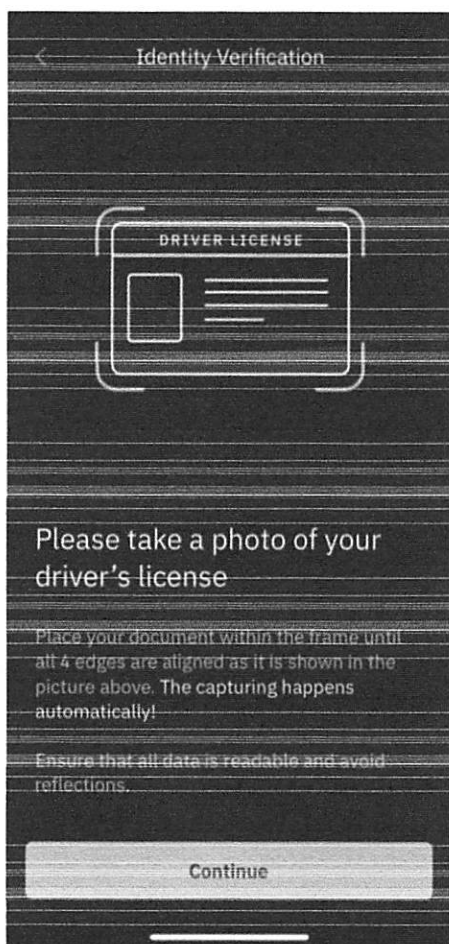 Identity Verification
DRIVER LICENSE
Please take a photo of your
driver's license
Place your document within the frame until
all 4 edges are aligned as it is shown in the
picture above. The capturing happens
automatically!
Ensure that all data is readable and avoid
reflections.
Continue